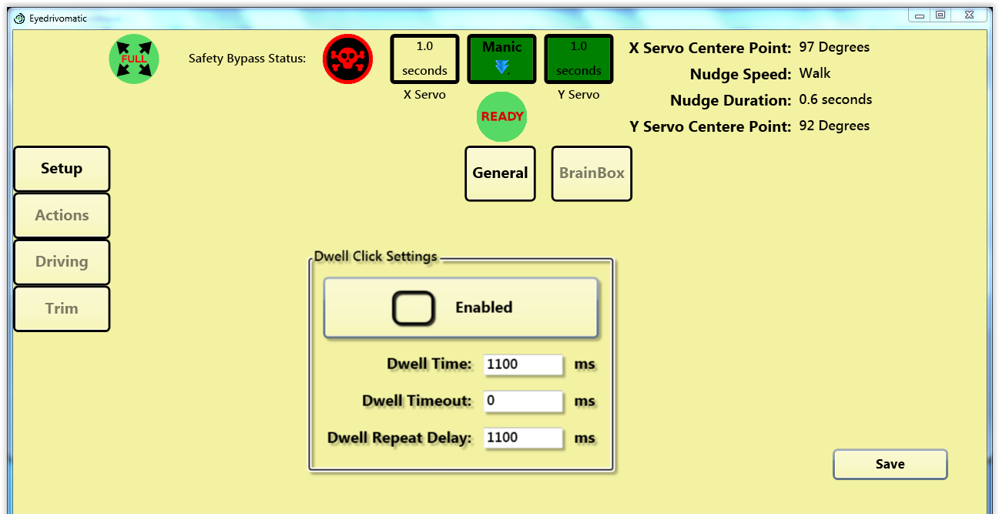 Eyedrivomatic
FULL
Safety Bypass Status:
1.0
seconds
X Servo
Manic
READY
1.0
seconds
Y Servo
X Servo Centere Point: 97 Degrees
Nudge Speed: Walk
Nudge Duration: 0.6 seconds
Y Servo Centere Point: 92 Degrees
General
BrainBox
Setup
Actions
Driving
Trim
Dwell Click Settings
Enabled
Dwell Time: 1100 ms
Dwell Timeout: 0 ms
Dwell Repeat Delay: 1100 ms
Save